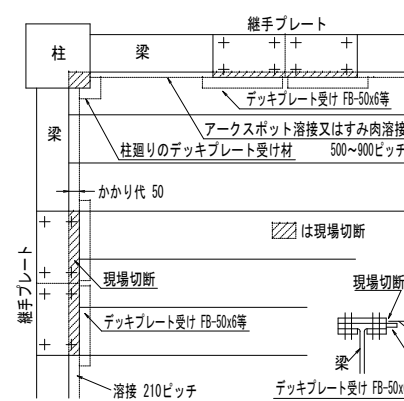 継手プレート
柱
梁
デッキプレート受け FB-50x6等
アークスポット溶接又はすみ肉溶接
500～900ピッチ
柱廻りのデッキプレート受け材
梁
かかり代 50
は現場切断
継手プレート
現場切断
現場切断
デッキプレート受け FB-50x6等
梁
溶接 210ピッチ
デッキプレート受け FB-50x